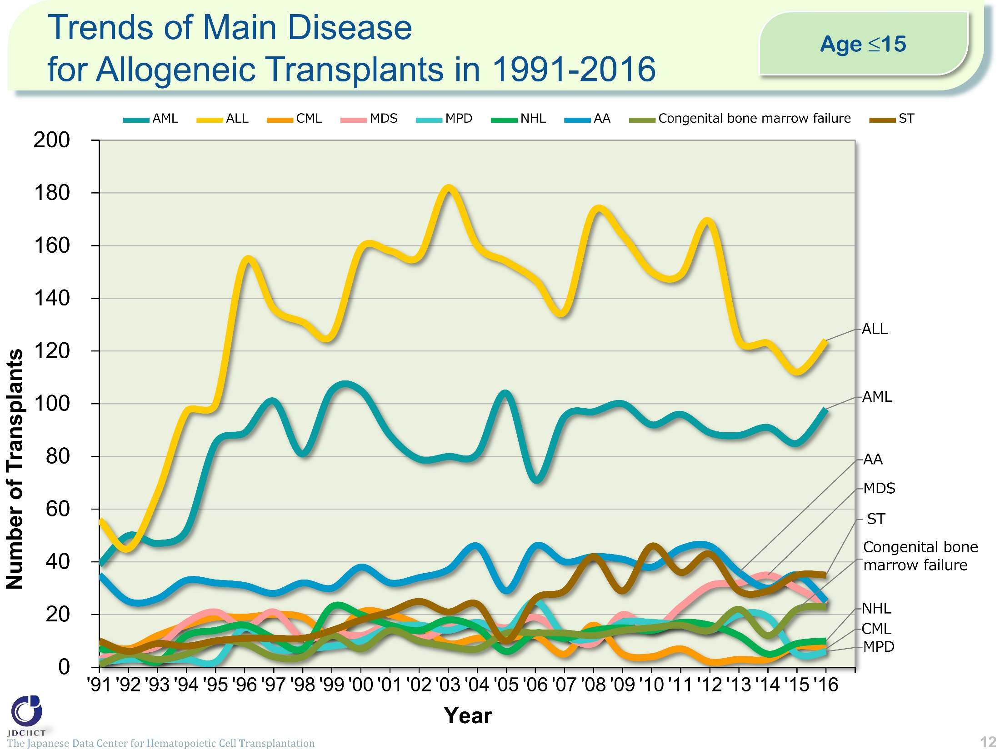 Trends of Main Disease
for Allogeneic Transplants in 1991-2016
Age ≤15
AML ALL CML MDS MPD NHL AA Congenital bone marrow failure ST
200
180
160
140
120
100
80
60
40
20
0
Number of Transplants
ALL
AML
AA
MDS
ST
Congenital bone
marrow failure
NHL
CML
MPD
'91 '92 '93 '94 '95 '96 '97 '98 '99 '00 '01 '02 '03 '04 '05 '06 '07 '08 '09 '10 '11 '12 '13 '14 '15 '16
Year
JDCHCT
The Japanese Data Center for Hematopoietic Cell Transplantation
12